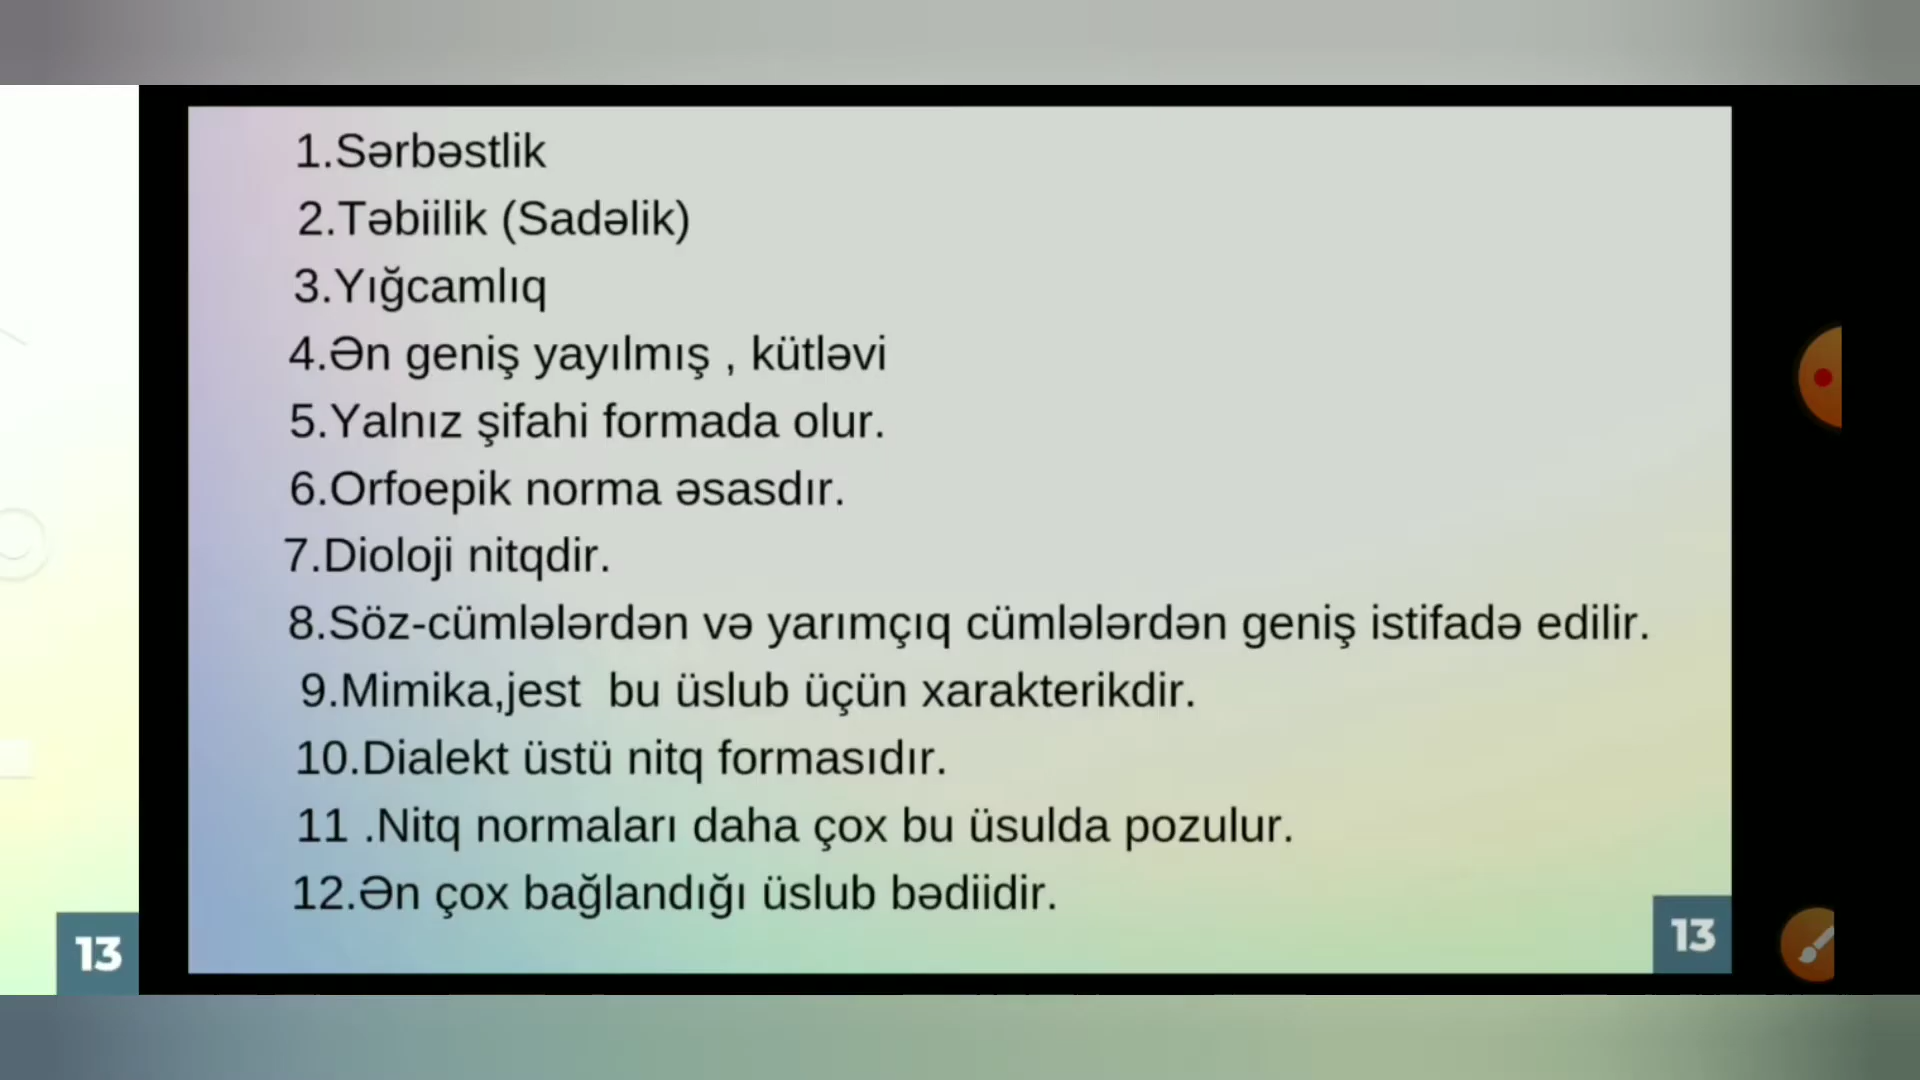 1.Sərbəstlik
2.Təbiilik (Sadəlik)
3.Yığcamlıq
4.Ən geniş yayılmış , kütləvi
5.Yalnız şifahi formada olur.
6.Orfoepik norma əsasdır.
7.Dioloji nitqdir.
8.Söz-cümlələrdən və yarımçıq cümlələrdən geniş istifadə edilir.
9.Mimika,jest  bu üslub üçün xarakterikdir.
10.Dialekt üstü nitq formasıdır.
11 .Nitq normaları daha çox bu üsulda pozulur.
12.Ən çox bağlandığı üslub bədiidir.
13
13